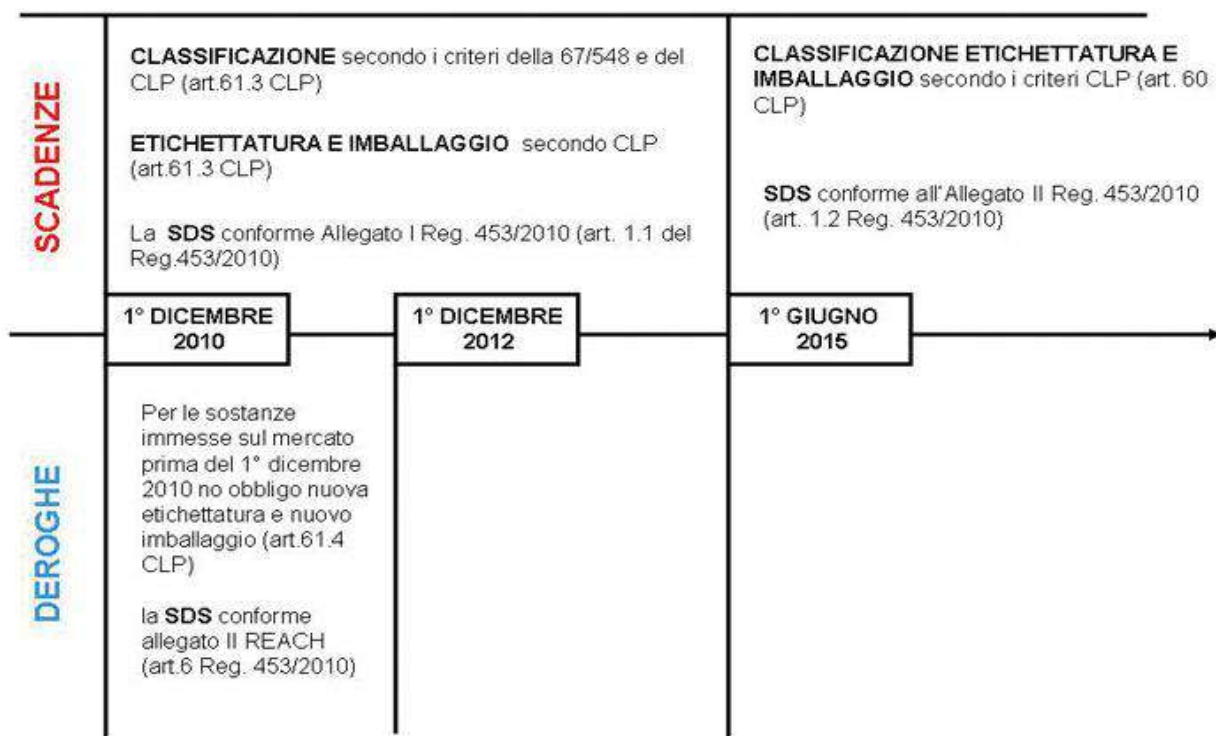 SCADENZE
CLASSIFICAZIONE secondo i criteri della 67/548 e del
CLP (art.61.3 CLP)
ETICHETTATURA E IMBALLAGGIO secondo CLP
(art.61.3 CLP)
La SDS conforme Allegato I Reg. 453/2010 (art. 1.1 del
Reg.453/2010)
CLASSIFICAZIONE ETICHETTATURA E
IMBALLAGGIO secondo i criteri CLP (art. 60
CLP)
SDS conforme all'Allegato II Reg. 453/2010
(art. 1.2 Reg. 453/2010)
1° DICEMBRE
2010
1° DICEMBRE
2012
1° GIUGNO
2015
DEROGHE
Per le sostanze
immesse sul mercato
prima del 1° dicembre
2010 no obbligo nuova
etichettatura e nuovo
imballaggio (art.61.4
CLP)
la SDS conforme
allegato II REACH
(art.6 Reg. 453/2010)